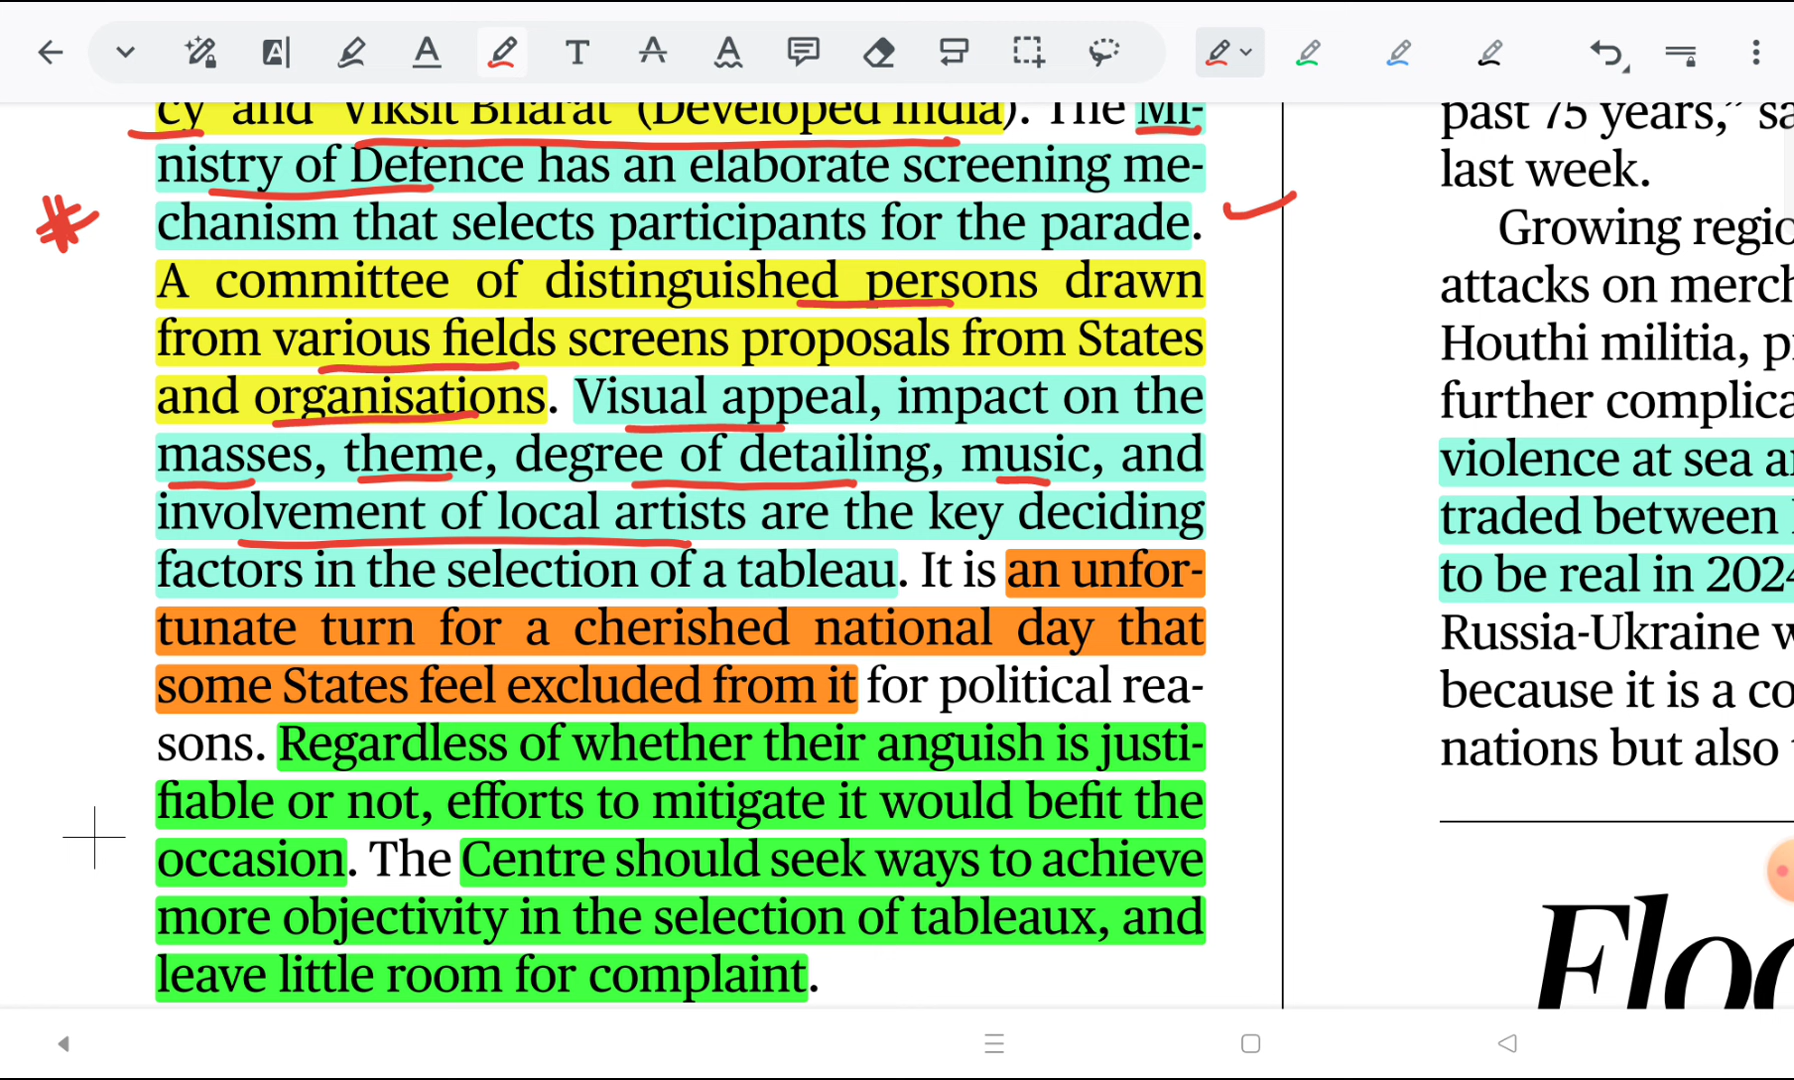 cy and Viksit Bharat (Developed India). The Mi-
nistry of Defence has an elaborate screening me-
chanism that selects participants for the parade.
A committee of distinguished persons drawn
from various fields screens proposals from States
and organisations. Visual appeal, impact on the
masses, theme, degree of detailing, music, and
involvement of local artists are the key deciding
factors in the selection of a tableau. It is an unfor-
tunate turn for a cherished national day that
some States feel excluded from it for political rea-
sons. Regardless of whether their anguish is justi-
fiable or not, efforts to mitigate it would befit the
occasion. The Centre should seek ways to achieve
more objectivity in the selection of tableaux, and
leave little room for complaint.
past 75 years,”
last week.
Growing
attacks on
Houthi militia,
further
violence at sea
traded between
to be real in
Russia-Ukraine
because it is a
nations but also